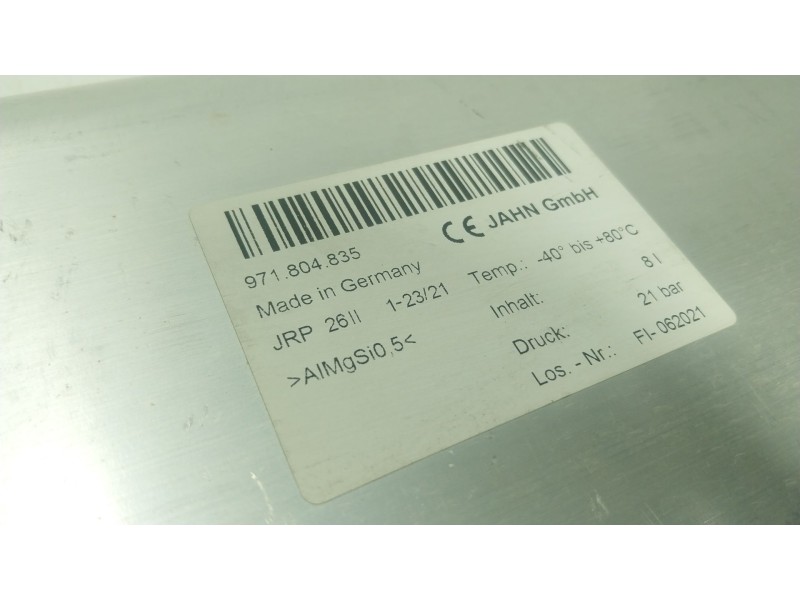 971.804.835
CE JAHN GmbH
Made in Germany
Temp.: -40° bis +80°C
JRP 26II 1-23/21
Inhalt: 8 l
>AlMgSi0,5<
Druck: 21 bar
Los. - Nr.: FI- 062021